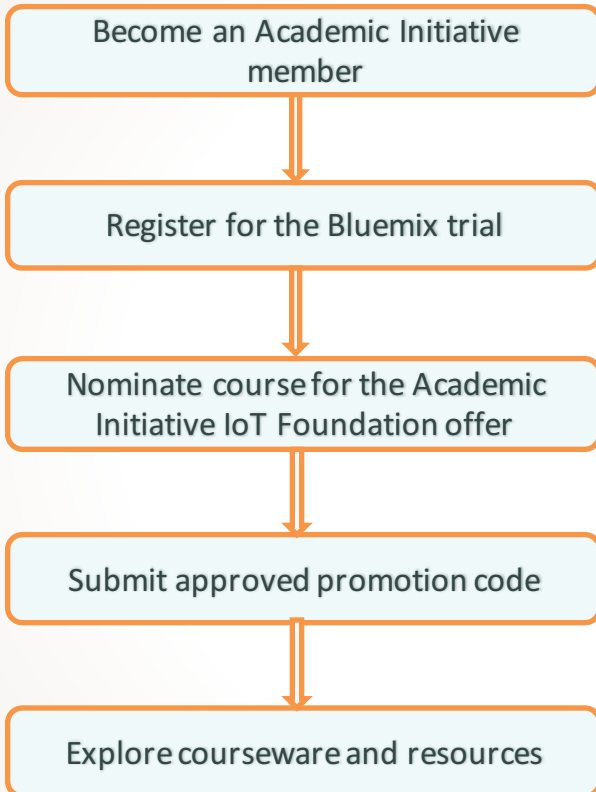 Become an Academic Initiative
member
Register for the Bluemix trial
Nominate course for the Academic
Initiative IoT Foundation offer
Submit approved promotion code
Explore courseware and resources